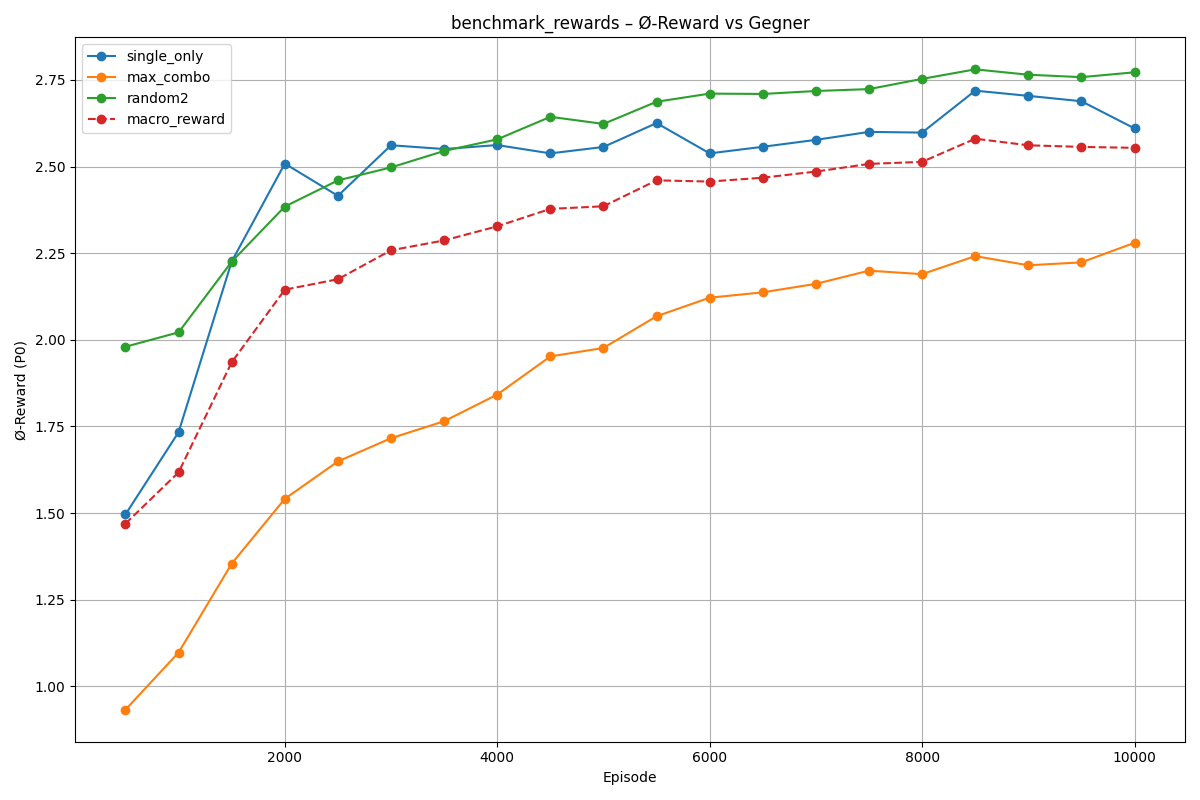 benchmark_rewards – Ø-Reward vs Gegner
single_only
max_combo
random2
macro_reward
Ø-Reward (P0)
2.75
2.50
2.25
2.00
1.75
1.50
1.25
1.00
2000 4000 6000 8000 10000
Episode